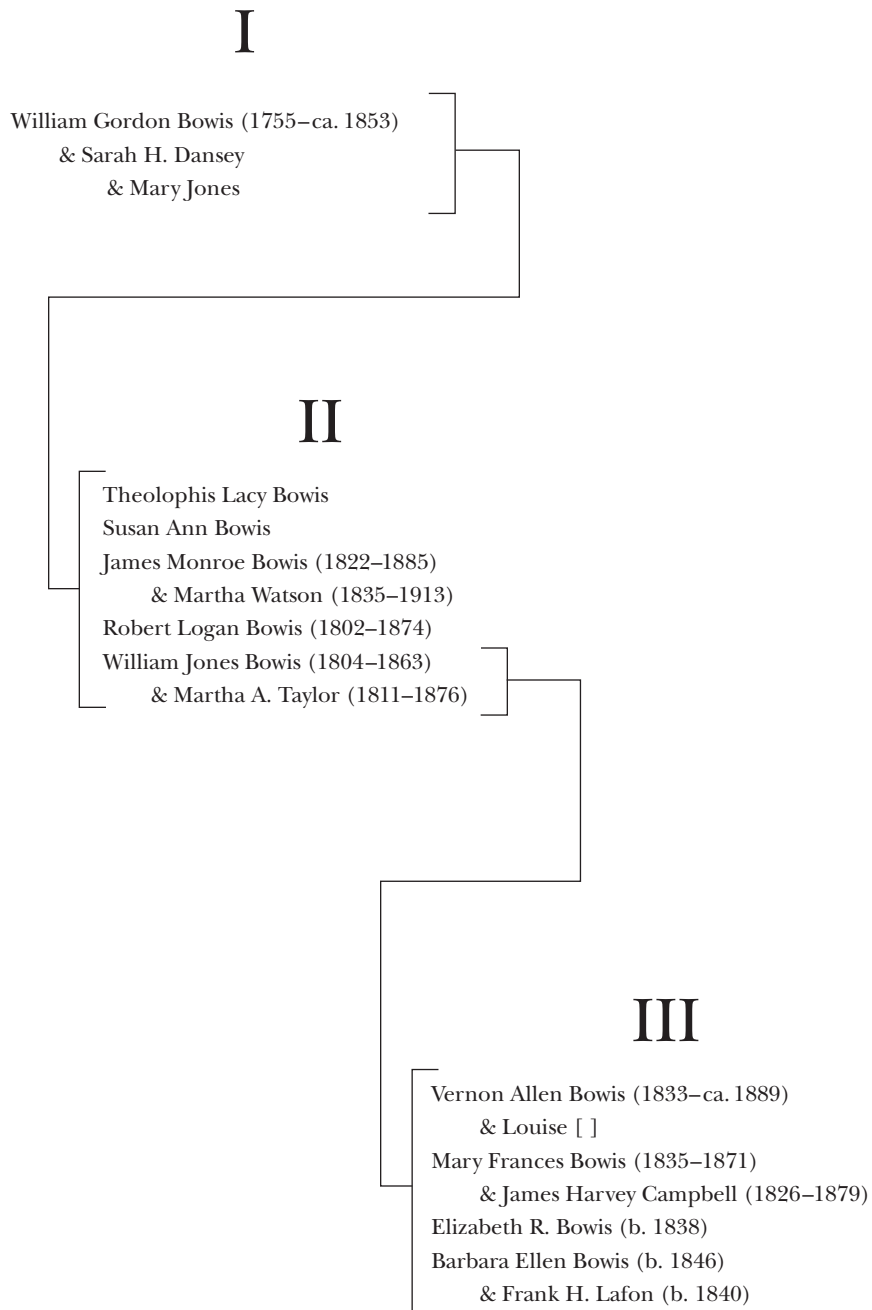 I
William Gordon Bowis (1755–ca. 1853)
& Sarah H. Dansey
& Mary Jones
II
Theolophis Lacy Bowis
Susan Ann Bowis
James Monroe Bowis (1822–1885)
& Martha Watson (1835–1913)
Robert Logan Bowis (1802–1874)
William Jones Bowis (1804–1863)
& Martha A. Taylor (1811–1876)
III
Vernon Allen Bowis (1833–ca. 1889)
& Louise [ ]
Mary Frances Bowis (1835–1871)
& James Harvey Campbell (1826–1879)
Elizabeth R. Bowis (b. 1838)
Barbara Ellen Bowis (b. 1846)
& Frank H. Lafon (b. 1840)